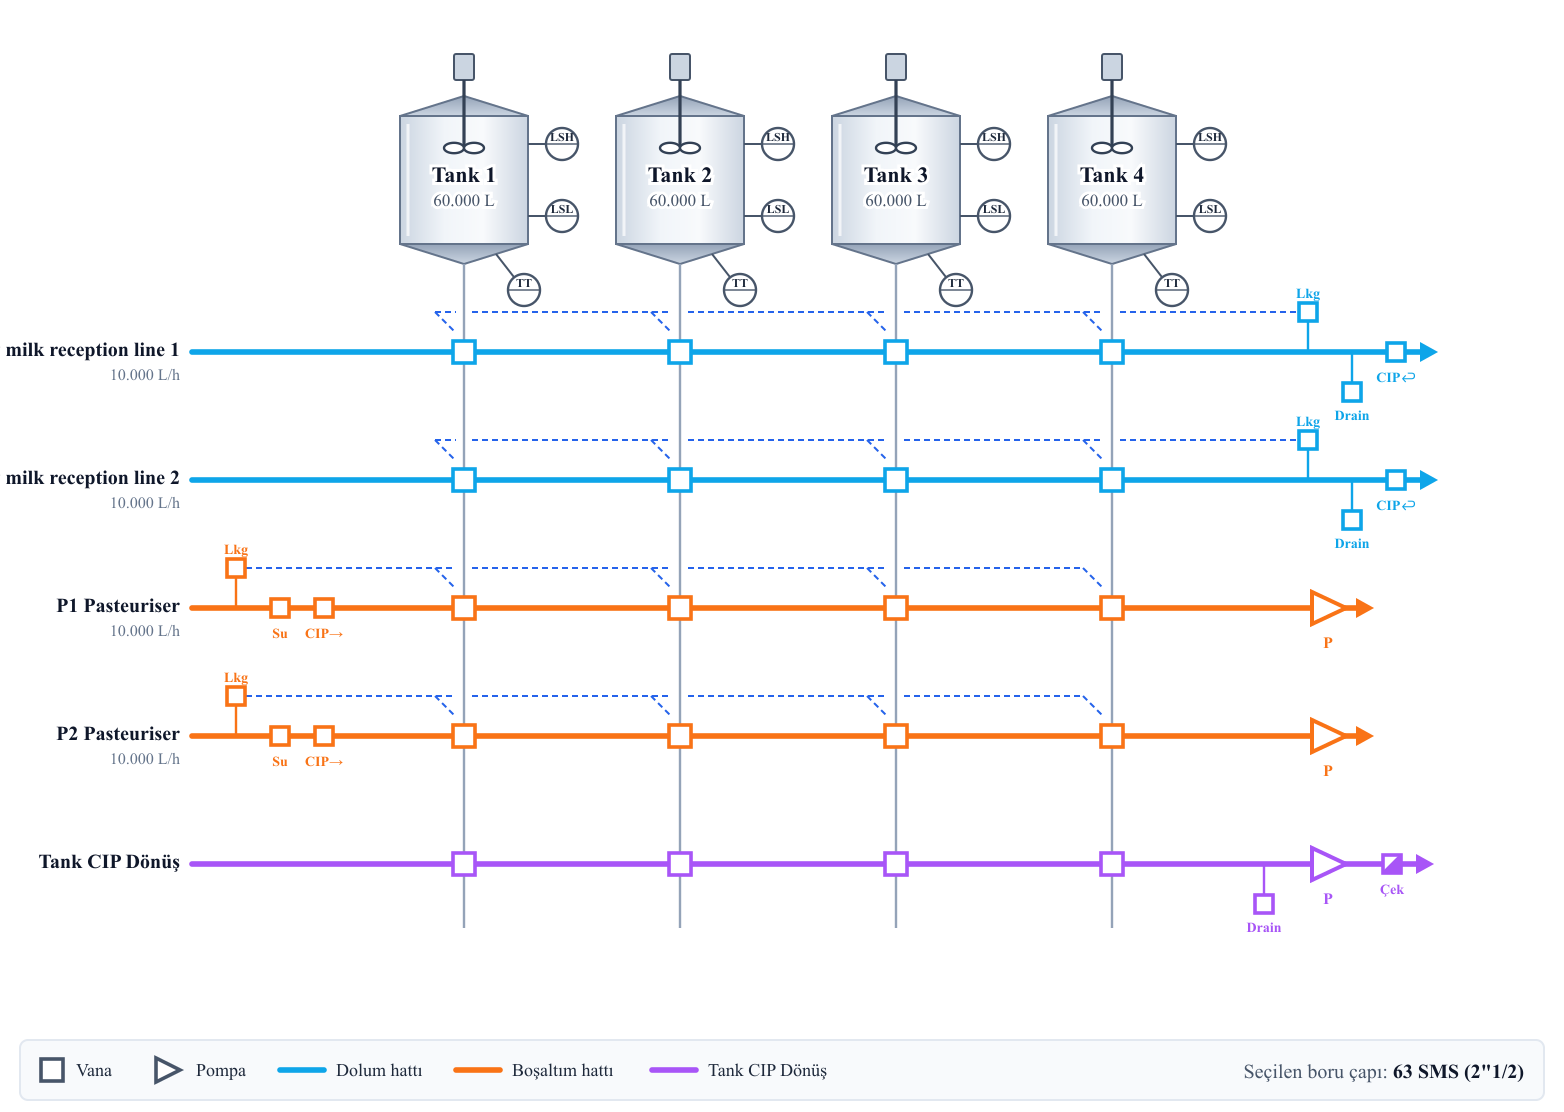 LSH
LSH
LSH
LSH
Tank 1
Tank 2
Tank 3
Tank 4
60.000 L
60.000 L
60.000 L
60.000 L
LSL
LSL
LSL
LSL
TT
TT
TT
TT
Lkg
milk reception line 1
10.000 L/h
CIP↩
Drain
Lkg
milk reception line 2
10.000 L/h
CIP↩
Drain
Lkg
P1 Pasteuriser
10.000 L/h
Su
CIP→
P
Lkg
P2 Pasteuriser
10.000 L/h
Su
CIP→
P
Tank CIP Dönüş
P
Çek
Drain
Vana
Pompa
Dolum hattı
Boşaltım hattı
Tank CIP Dönüş
Seçilen boru çapı: 63 SMS (2"1/2)